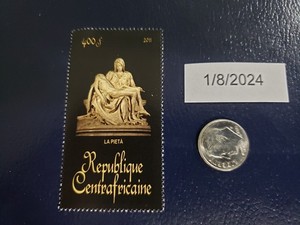 400 F
2011
LA PIETÀ
Republique
Centrafricaine
1/8/2024